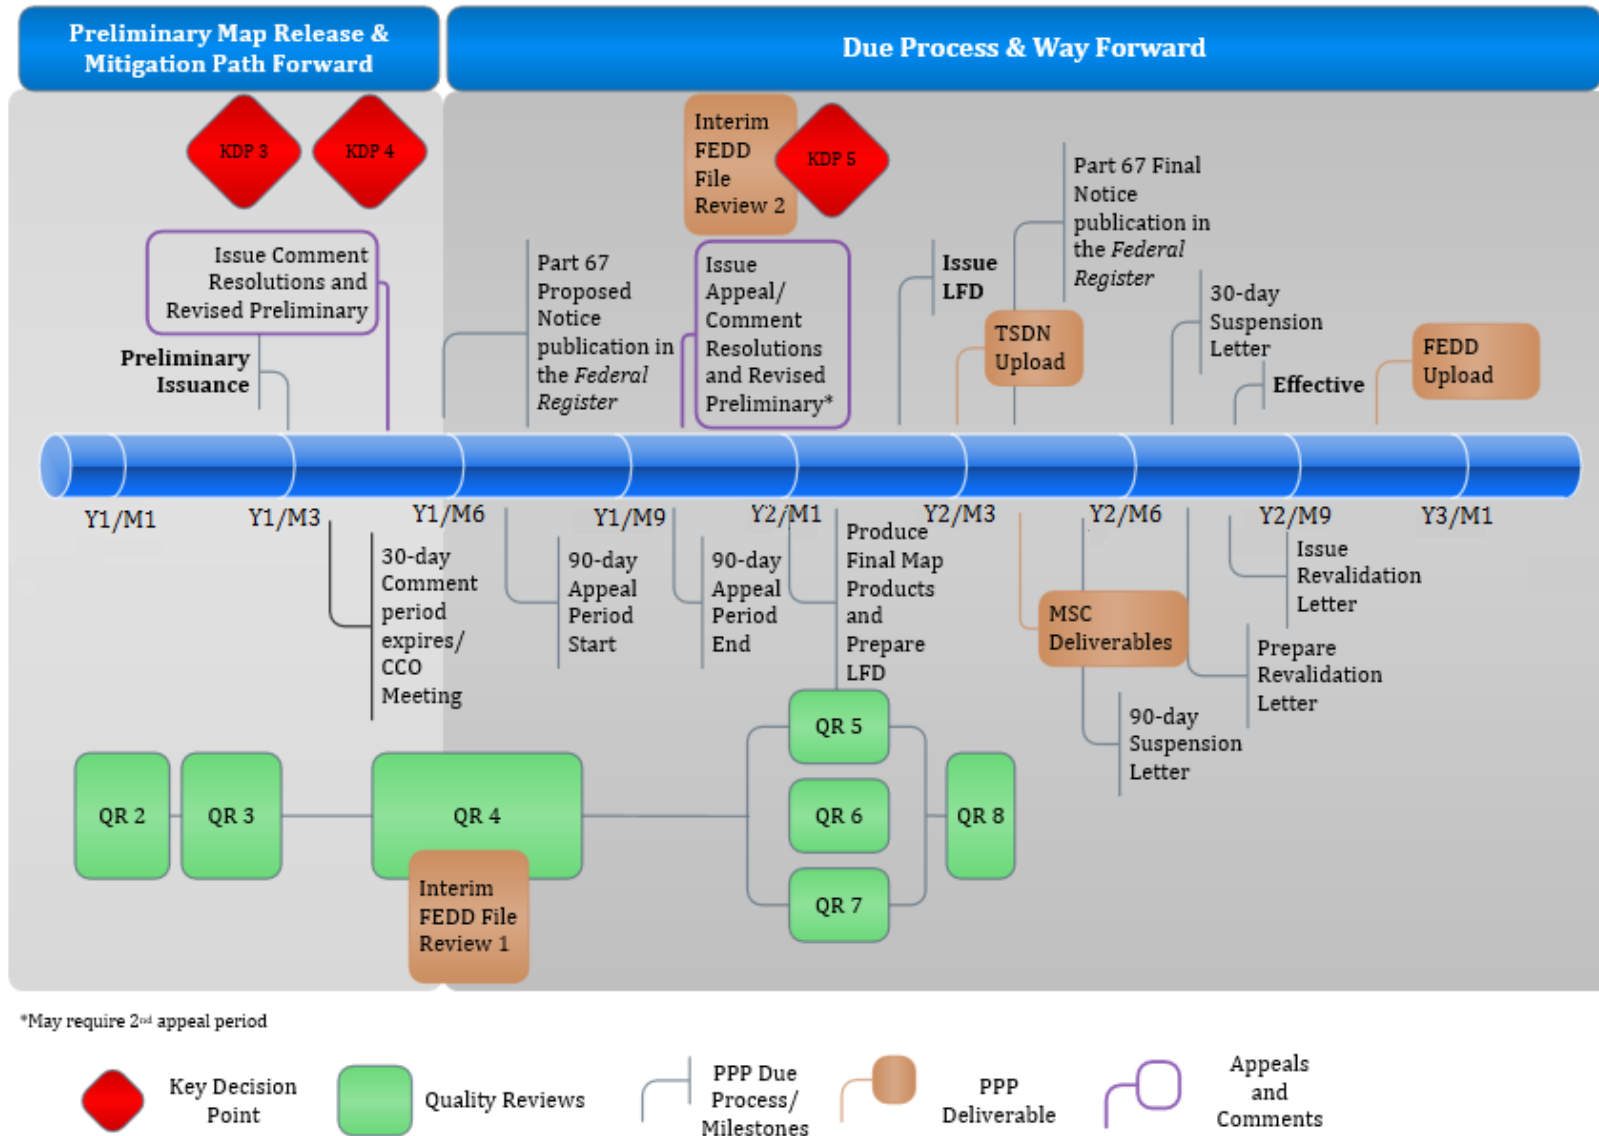 Preliminary Map Release &
Mitigation Path Forward
Due Process & Way Forward
KDP 3
KDP 4
Interim
FEDD
File
Review 2
KDP 5
Issue Comment
Resolutions and
Revised Preliminary
Preliminary
Issuance
Part 67
Proposed
Notice
publication in
the Federal
Register
Issue
Appeal/
Comment
Resolutions
and Revised
Preliminary*
Issue
LFD
TSDN
Upload
Part 67 Final
Notice
publication in
the Federal
Register
30-day
Suspension
Letter
Effective
FEDD
Upload
Y1/M1
Y1/M3
Y1/M6
Y1/M9
Y2/M1
Y2/M3
Y2/M6
Y2/M9
Y3/M1
30-day
Comment
period
expires/
CCO
Meeting
90-day
Appeal
Period
Start
90-day
Appeal
Period
End
Produce
Final Map
Products
and
Prepare
LFD
MSC
Deliverables
90-day
Suspension
Letter
Prepare
Revalidation
Letter
Issue
Revalidation
Letter
QR 2
QR 3
QR 4
Interim
FEDD File
Review 1
QR 5
QR 6
QR 7
QR 8
*May require 2nd appeal period
Key Decision
Point
Quality Reviews
PPP Due
Process/
Milestones
PPP
Deliverable
Appeals
and
Comments